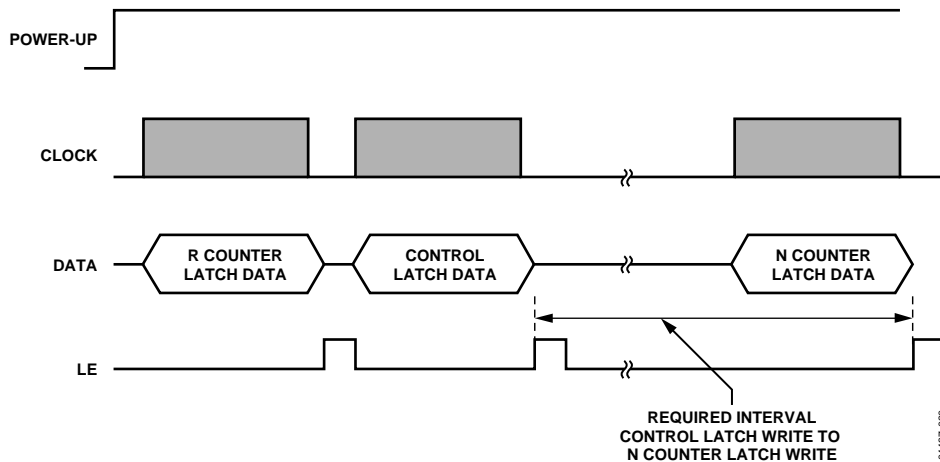 POWER-UP
CLOCK
DATA
R COUNTER
LATCH DATA
CONTROL
LATCH DATA
N COUNTER
LATCH DATA
LE
REQUIRED INTERVAL
CONTROL LATCH WRITE TO
N COUNTER LATCH WRITE